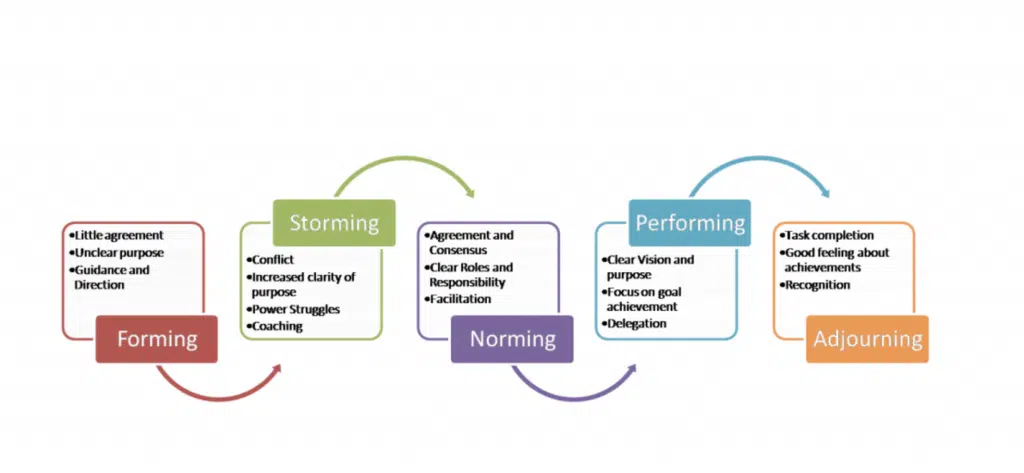 •Little agreement
•Unclear purpose
•Guidance and
Direction
Forming
Storming
•Conflict
•Increased clarity of
purpose
•Power Struggles
•Coaching
•Agreement and
Consensus
•Clear Roles and
Responsibility
•Facilitation
Norming
Performing
•Clear Vision and
purpose
•Focus on goal
achievement
•Delegation
•Task completion
•Good feeling about
achievements
•Recognition
Adjourning